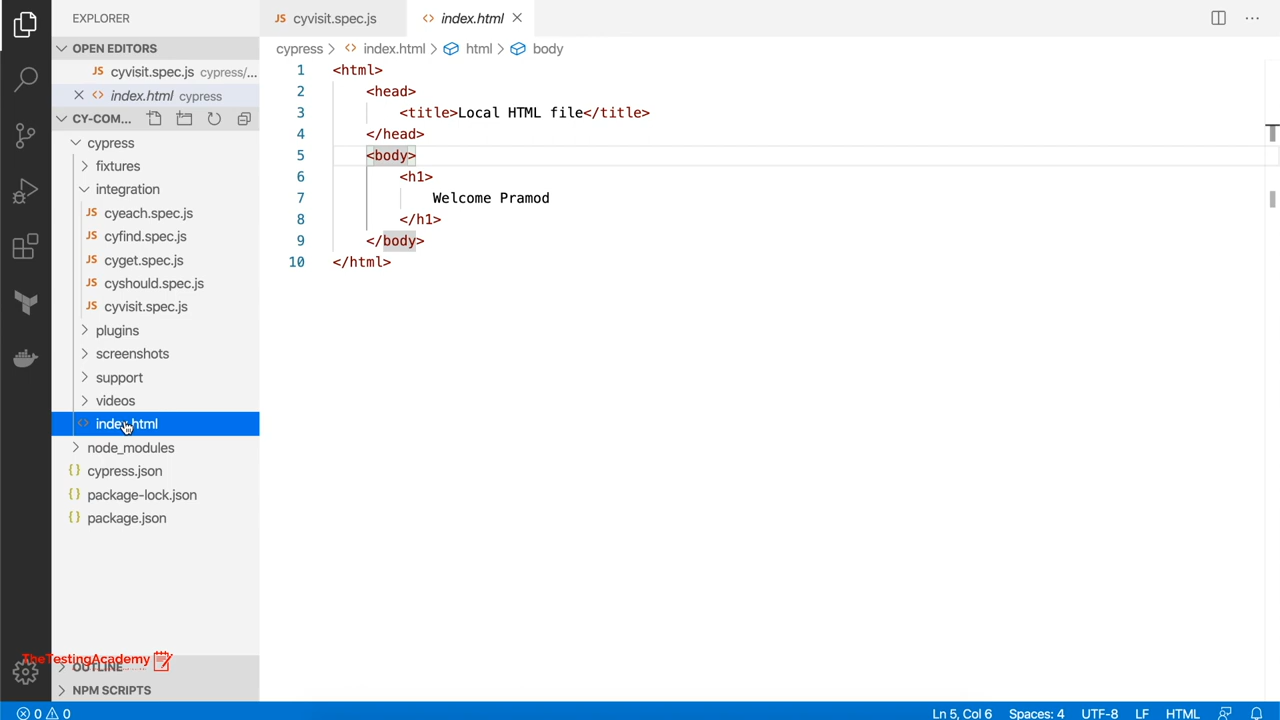 EXPLORER
OPEN EDITORS
JS cyvisit.spec.js cypress/...
<> index.html cypress
CY-COM...
cypress
fixtures
integration
JS cyeach.spec.js
JS cyfind.spec.js
JS cyget.spec.js
JS cyshould.spec.js
JS cyvisit.spec.js
plugins
screenshots
support
videos
<> index.html
node_modules
{} cypress.json
{} package-lock.json
{} package.json
TheTestingAcademy
OUTLINE
NPM SCRIPTS
JS cyvisit.spec.js
<> index.html
cypress > <> index.html > html > body
1 <html>
2 <head>
3 <title>Local HTML file</title>
4 </head>
5 <body>
6 <h1>
7 Welcome Pramod
8 </h1>
9 </body>
10 </html>
0 0 Ln 5, Col 6 Spaces: 4 UTF-8 LF HTML